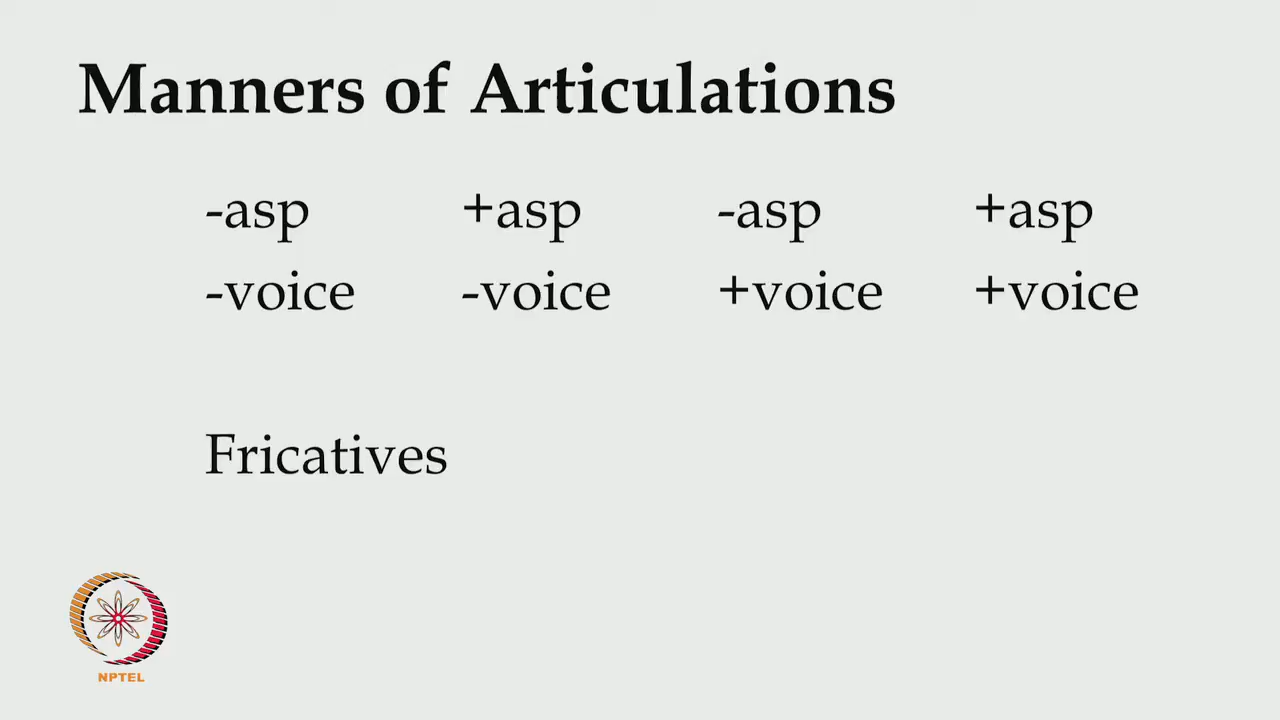 Manners of Articulations
-asp +asp -asp +asp
-voice -voice +voice +voice
Fricatives
NPTEL